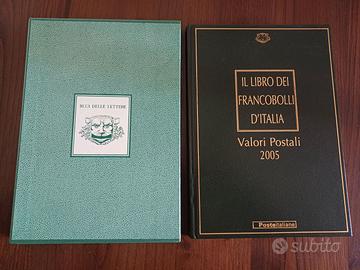 BUCA DELLE LETTERE
IL LIBRO DEI
FRANCOBOLLI
D'ITALIA
Valori Postali
2005
Posteitaliane
subito